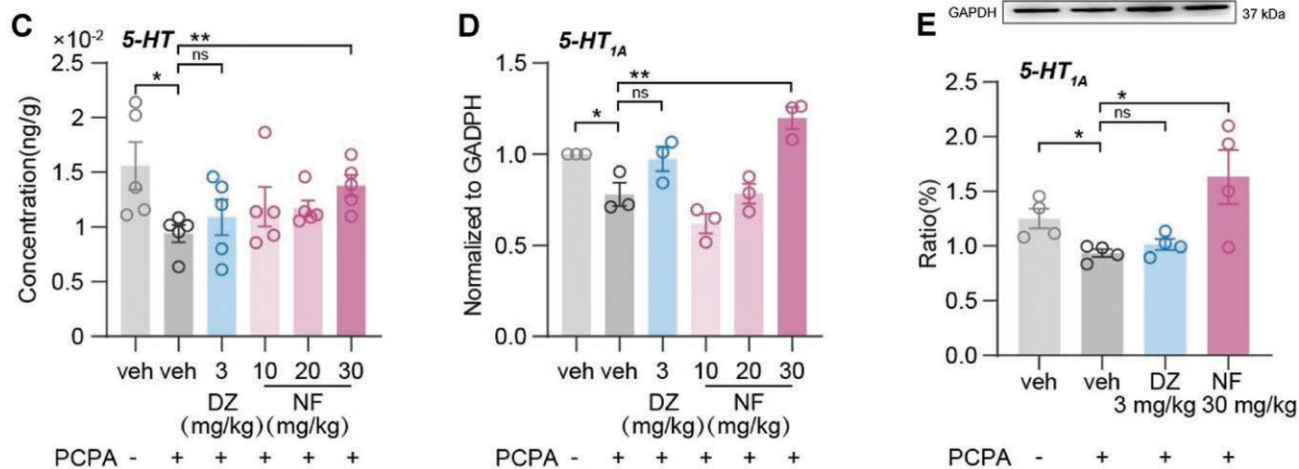 GAPDH 37 kDa
C
×10⁻² 5-HT
**
ns
*
Concentration(ng/g)
2.5
2
1.5
1
0.5
0
veh veh 3 10 20 30
DZ NF
(mg/kg)(mg/kg)
PCPA - + + + + +
D
5-HT1A
**
ns
*
Normalized to GADPH
1.5
1.0
0.5
0.0
veh veh 3 10 20 30
DZ NF
(mg/kg)(mg/kg)
PCPA - + + + + +
E
5-HT1A
*
ns
*
Ratio(%)
2.5
2.0
1.5
1.0
0.5
0.0
veh veh DZ NF
3 mg/kg 30 mg/kg
PCPA - + + +